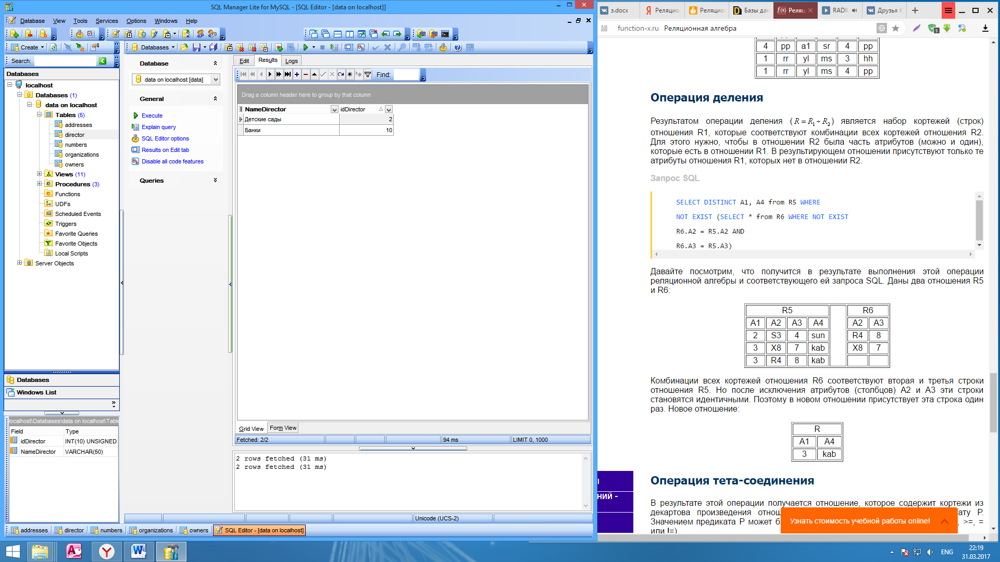 SQL Manager Lite for MySQL - [SQL Editor - [data on localhost]]
Database View Tools Services Options Windows Help
Create Databases
Search:
Databases
localhost
Databases (1)
data on localhost
Tables (5)
addresses
director
numbers
organizations
owners
Views (11)
Procedures (3)
Functions
UDFs
Scheduled Events
Triggers
Favorite Queries
Favorite Objects
Local Scripts
Server Objects
Databases
Windows List
localhost\Databases\data on localhost\Table
Field Type
idDirector INT(10) UNSIGNED
NameDirector VARCHAR(50)
Database
data on localhost [data]
General
Execute
Explain query
SQL Editor options
Results on Edit tab
Disable all code features
Queries
Edit Results Logs
Find:
Drag a column header here to group by that column
NameDirector idDirector
Детские сады 2
Банки 10
Grid View Form View
Fetched: 2/2 94 ms LIMIT 0, 1000
2 rows fetched (31 ms)
2 rows fetched (31 ms)
Unicode (UCS-2)
addresses director numbers organizations owners SQL Editor - [data on localhost]
з.docx Реляцион Реляцион Базы дан Реляц RADIO Друзья К
function-x.ru Реляционная алгебра
4 pp a1 sr 4 pp
1 rr yl ms 3 hh
1 rr yl ms 4 pp
Операция деления
Результатом операции деления (R = R1 ÷ R2) является набор кортежей (строк)
отношения R1, которые соответствуют комбинации всех кортежей отношения R2.
Для этого нужно, чтобы в отношении R2 была часть атрибутов (можно и один),
которые есть в отношении R1. В результирующем отношении присутствуют только те
атрибуты отношения R1, которых нет в отношении R2.
Запрос SQL
SELECT DISTINCT A1, A4 from R5 WHERE
NOT EXIST (SELECT * from R6 WHERE NOT EXIST
R6.A2 = R5.A2 AND
R6.A3 = R5.A3)
Давайте посмотрим, что получится в результате выполнения этой операции
реляционной алгебры и соответствующего ей запроса SQL. Даны два отношения R5
и R6:
R5 R6
A1 A2 A3 A4 A2 A3
2 S3 4 sun R4 8
3 X8 7 kab X8 7
3 R4 8 kab
Комбинации всех кортежей отношения R6 соответствуют вторая и третья строки
отношения R5. Но после исключения атрибутов (столбцов) A2 и A3 эти строки
становятся идентичными. Поэтому в новом отношении присутствует эта строка один
раз. Новое отношение:
R
A1 A4
3 kab
Операция тета-соединения
НИЙ -
В результате этой операции получается отношение, которое содержит кортежи из
декартова произведения отнош ату P.
Значением предиката P может б , >=, =
или !=)
Узнать стоимость учебной работы online!
ENG
22:19
31.03.2017